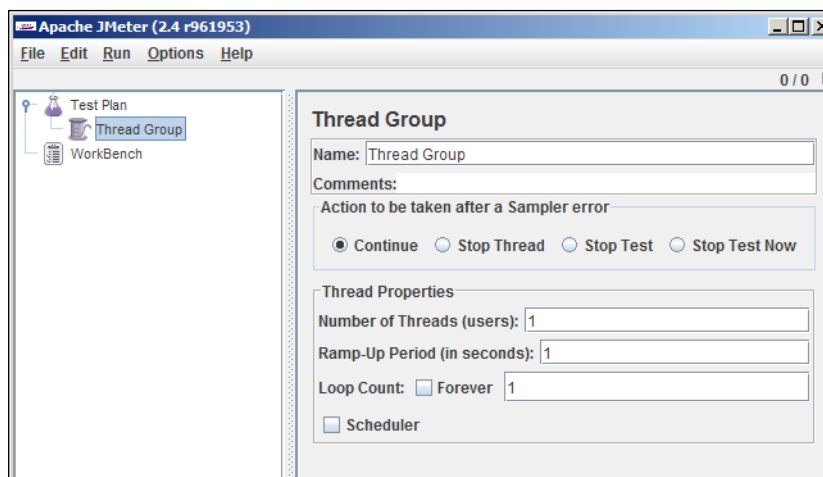 Apache JMeter (2.4 r961953)
File Edit Run Options Help
0 / 0
Test Plan
Thread Group
WorkBench
Thread Group
Name: Thread Group
Comments:
Action to be taken after a Sampler error
Continue Stop Thread Stop Test Stop Test Now
Thread Properties
Number of Threads (users): 1
Ramp-Up Period (in seconds): 1
Loop Count: Forever 1
Scheduler